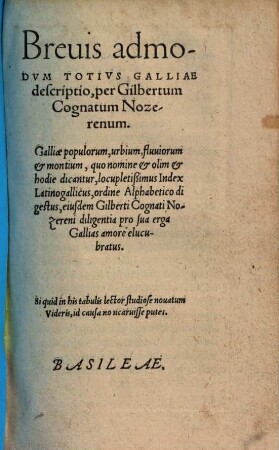 Breuis admo-
DVM TOTIVS GALLIAE
descriptio, per Gilbertum
Cognatum Noze-
renum.
Galliæ populorum, urbium, fluuiorum
& montium, quo nomine & olim &
hodie dicantur, locupletißimus Index
Latinogallicus, ordine Alphabetico di
gestus, eiusdem Gilberti Cognati No-
zereni diligentia pro sua erga
Gallias amore elucu-
bratus.
Si quid in his tabulis lector studiose nouatum
Videris, id causa no ncaruisse putes.
BASILEAE.